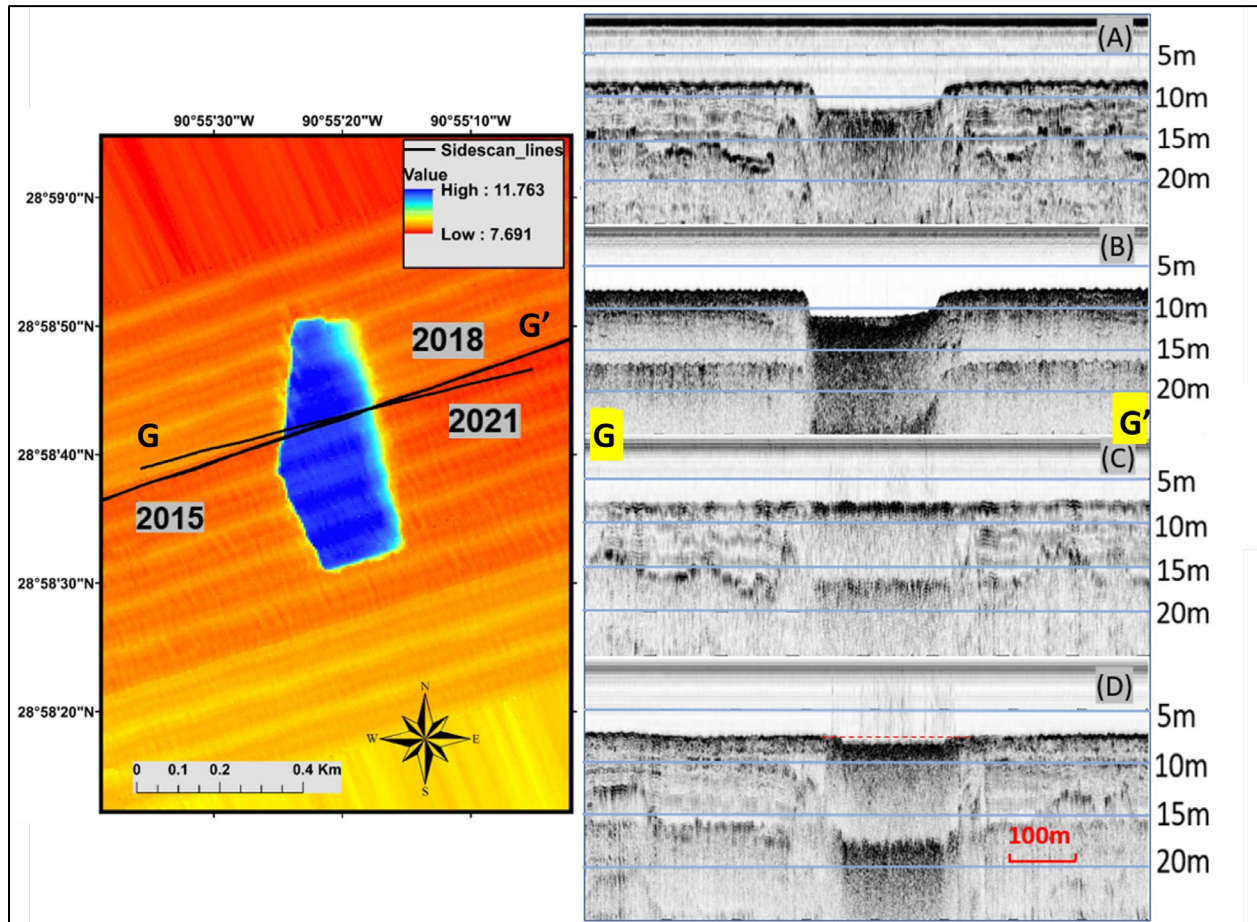 90°55'30"W 90°55'20"W 90°55'10"W
28°59'0"N
28°58'50"N
28°58'40"N
28°58'30"N
28°58'20"N
Sidescan_lines
Value
High : 11.763
Low : 7.691
2018
G'
2021
G
2015
N
W E
S
0 0.1 0.2 0.4 Km
(A)
5m
10m
15m
20m
(B)
5m
10m
15m
20m
G G'
(C)
5m
10m
15m
20m
(D)
5m
10m
15m
100m
20m